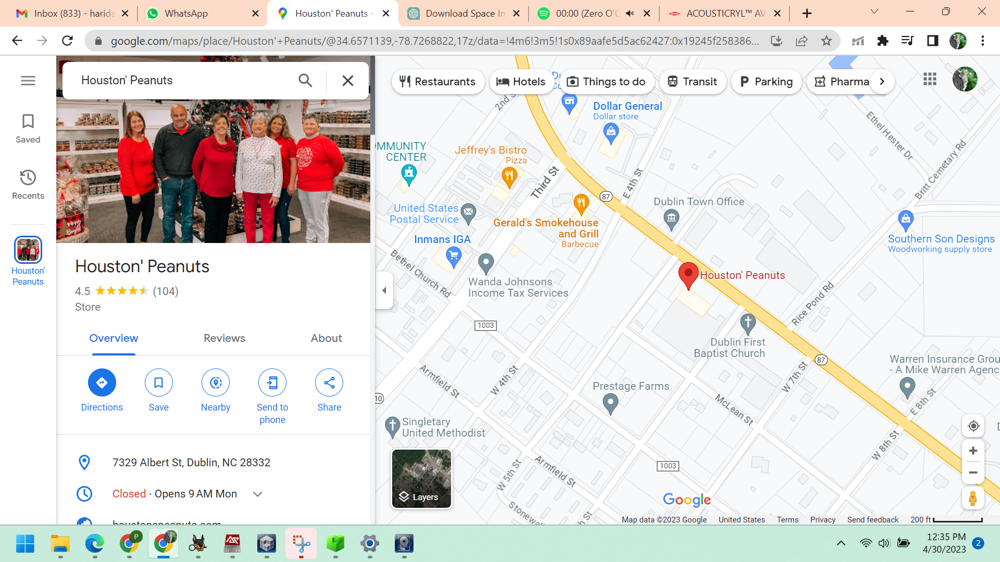 Inbox (833) - harida
WhatsApp
Houston' Peanuts -
Download Space Im
00:00 (Zero O'C
ACOUSTICRYL™ AV
google.com/maps/place/Houston'+Peanuts/@34.6571139,-78.7268822,17z/data=!4m6!3m5!1s0x89aafe5d5ac62427:0x19245f258386...
Houston' Peanuts
Saved
Recents
Houston'
Peanuts
Houston' Peanuts
4.5 (104)
Store
Overview
Reviews
About
Directions
Save
Nearby
Send to
phone
Share
7329 Albert St, Dublin, NC 28332
Closed · Opens 9 AM Mon
houstonspeanuts.com
Restaurants
Hotels
Things to do
Transit
Parking
Pharma
2nd S
Dollar General
Dollar store
OMMUNITY
CENTER
Jeffrey's Bistro
Pizza
Third St
E 4th St
87
Ethel Hester Dr
Britt Cemetary Rd
United States
Postal Service
Gerald's Smokehouse
and Grill
Barbecue
Dublin Town Office
Southern Son Designs
Woodworking supply store
Inmans IGA
Bethel Church Rd
Wanda Johnsons
Income Tax Services
Houston' Peanuts
Rice Pond Rd
1003
Dublin First
Baptist Church
87
Warren Insurance Grou
- A Mike Warren Agenc
Armfield St
W 4th St
W 7th St
E 8th St
Prestage Farms
McLean St
10
Singletary
United Methodist
W 8th St
Armfield St
1003
W 5th St
Stonewa
h St
Layers
Google
Map data ©2023 Google
United States
Terms
Privacy
Send feedback
200 ft
P
12:35 PM
4/30/2023
2